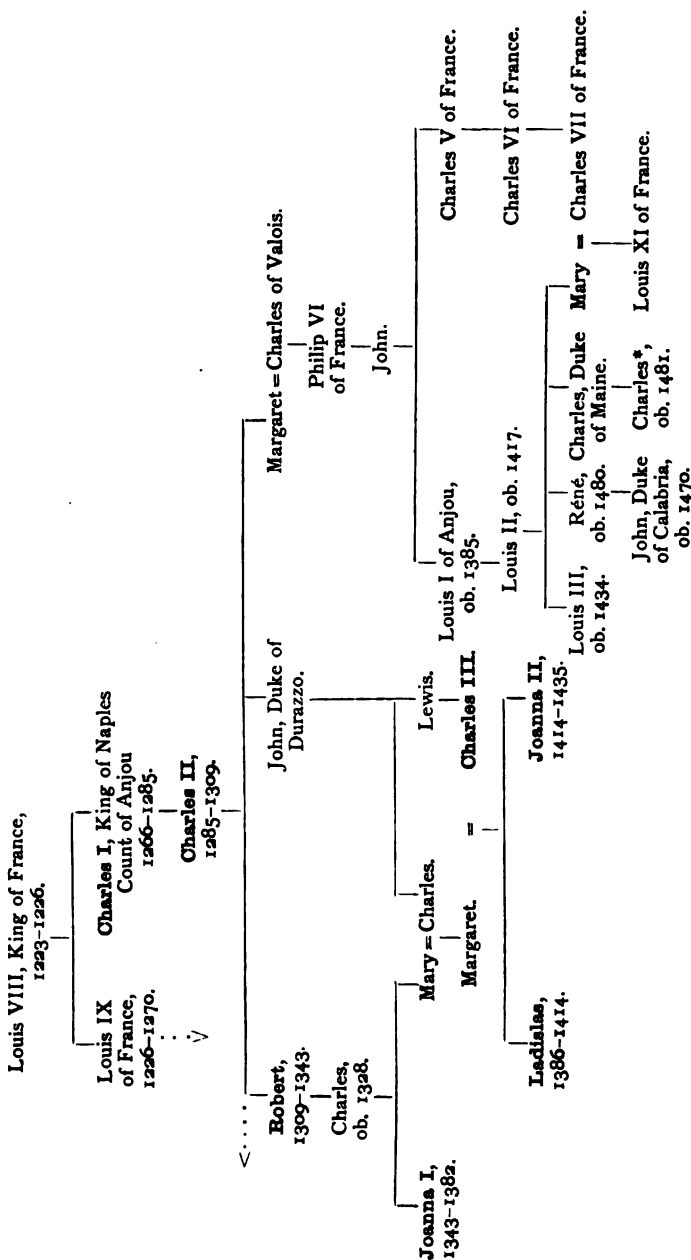 Louis VIII, King of France,
1223–1226.
Louis IX
of France,
1226–1270.
Charles I, King of Naples
Count of Anjou
1266–1285.
Charles II,
1285–1309.
Robert,
1309–1343.
John, Duke of
Durazzo.
Margaret = Charles of Valois.
Charles,
ob. 1328.
Philip VI
of France.
John.
Joanna I,
1343–1382.
Mary = Charles.
Lewis.
Louis I of Anjou,
ob. 1385.
Charles V of France.
Margaret.
=
Charles III.
Louis II, ob. 1417.
Charles VI of France.
Ladislas,
1386–1414.
Joanna II,
1414–1435.
Louis III,
ob. 1434.
Réné,
ob. 1480.
Charles, Duke
of Maine.
Mary = Charles VII of France.
John, Duke
of Calabria,
ob. 1470.
Charles*,
ob. 1481.
Louis XI of France.